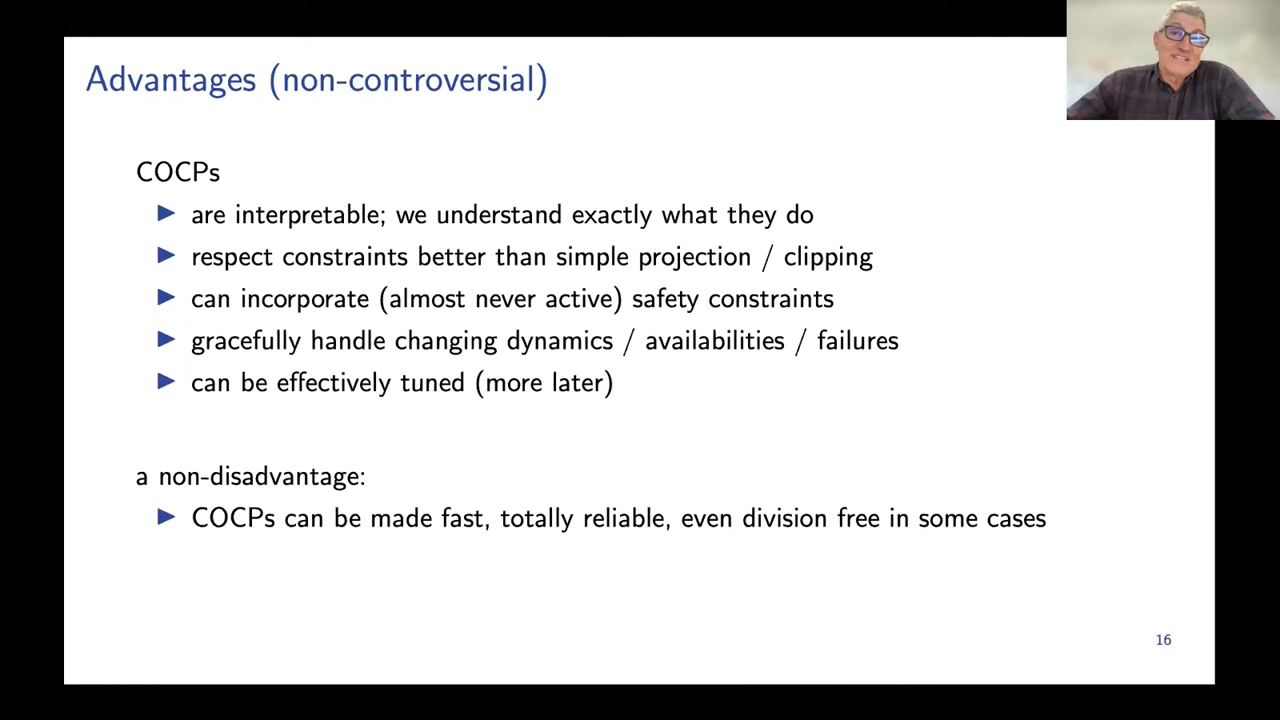 Advantages (non-controversial)
COCPs
▶ are interpretable; we understand exactly what they do
▶ respect constraints better than simple projection / clipping
▶ can incorporate (almost never active) safety constraints
▶ gracefully handle changing dynamics / availabilities / failures
▶ can be effectively tuned (more later)
a non-disadvantage:
▶ COCPs can be made fast, totally reliable, even division free in some cases
16